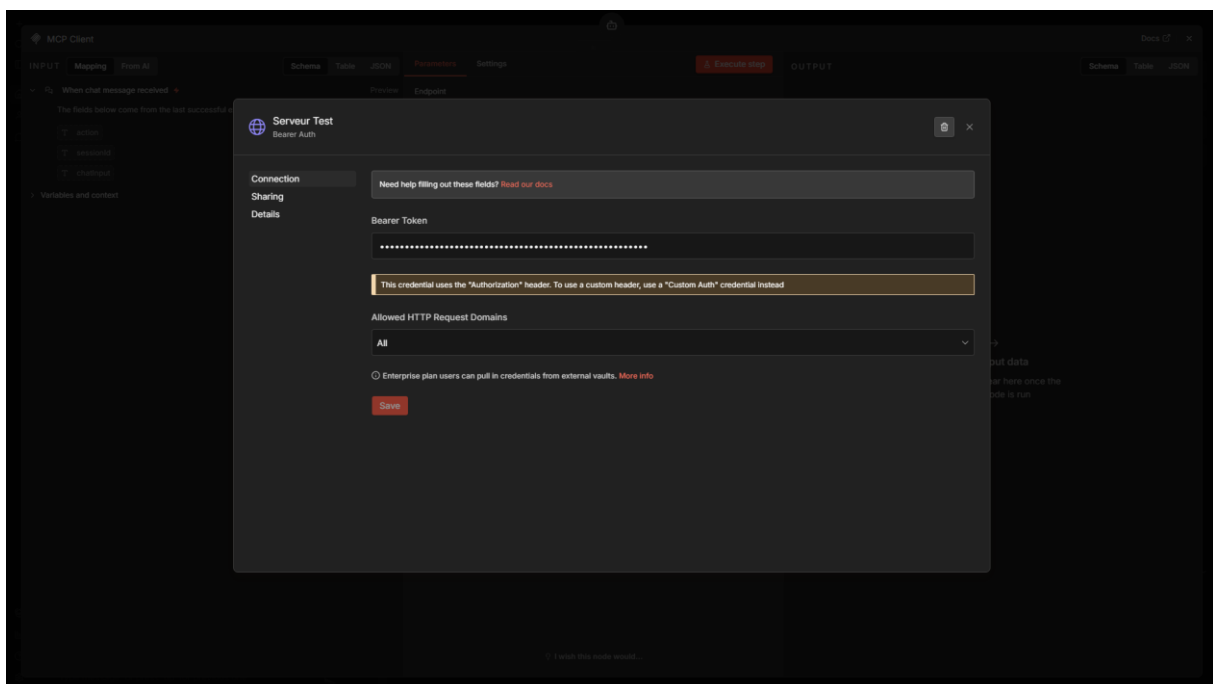 MCP Client
Docs
INPUT Mapping From AI Schema Table JSON
Parameters Settings
Execute step
OUTPUT Schema Table JSON
When chat message received Preview
The fields below come from the last successful e
T action
T sessionId
T chatInput
Variables and context
Endpoint
Serveur Test
Bearer Auth
Connection
Sharing
Details
Need help filling out these fields? Read our docs
Bearer Token
••••••••••••••••••••••••••••••••••••••••••••••••••••••
This credential uses the "Authorization" header. To use a custom header, use a "Custom Auth" credential instead
Allowed HTTP Request Domains
All
Enterprise plan users can pull in credentials from external vaults. More info
Save
put data
ar here once the
ode is run
I wish this node would...